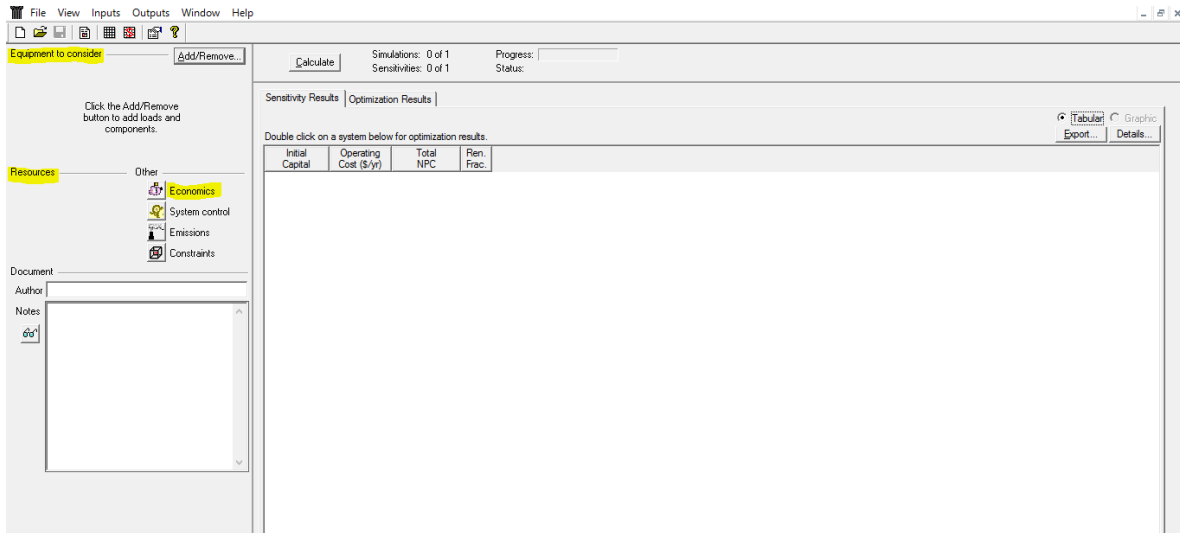 File View Inputs Outputs Window Help
Equipment to consider
Add/Remove...
Click the Add/Remove
button to add loads and
components.
Resources
Other
Economics
System control
Emissions
Constraints
Document
Author
Notes
Calculate
Simulations: 0 of 1
Progress:
Sensitivities: 0 of 1
Status:
Sensitivity Results
Optimization Results
Tabular
Graphic
Double click on a system below for optimization results.
Export...
Details...
Initial
Capital
Operating
Cost ($/yr)
Total
NPC
Ren.
Frac.